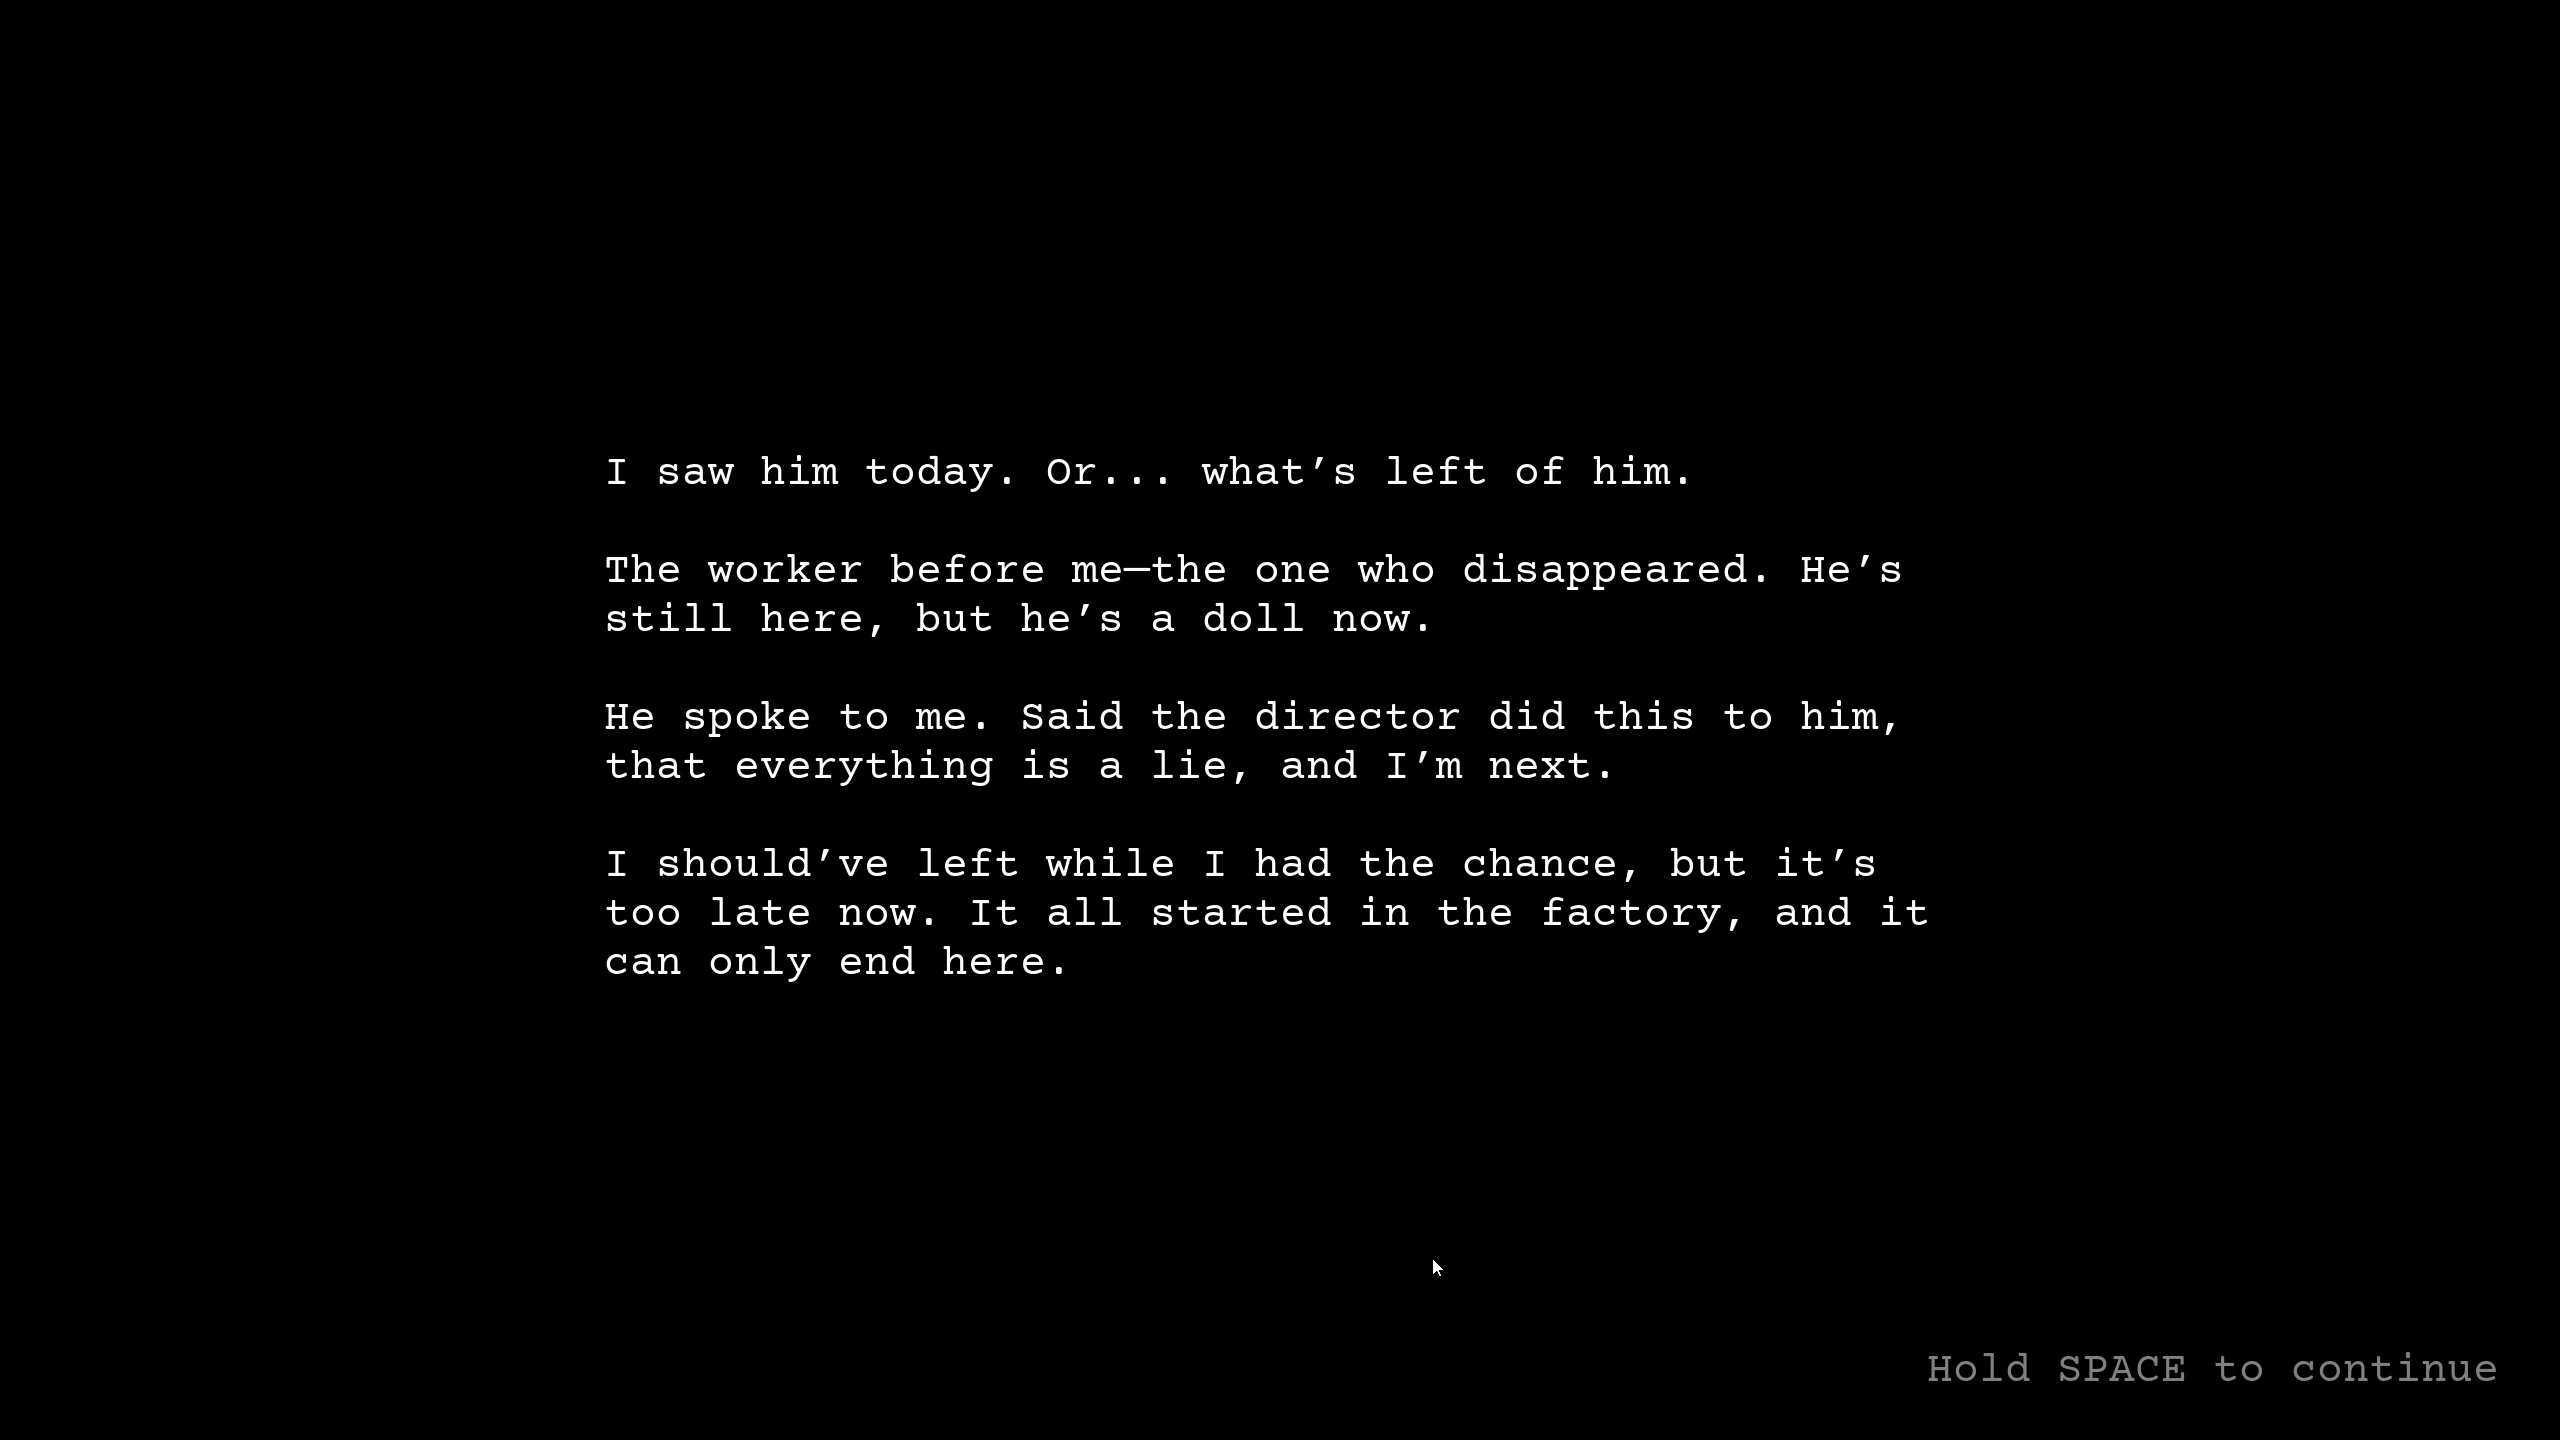 I saw him today. Or... what’s left of him.
The worker before me—the one who disappeared. He’s
still here, but he’s a doll now.
He spoke to me. Said the director did this to him,
that everything is a lie, and I’m next.
I should’ve left while I had the chance, but it’s
too late now. It all started in the factory, and it
can only end here.
Hold SPACE to continue